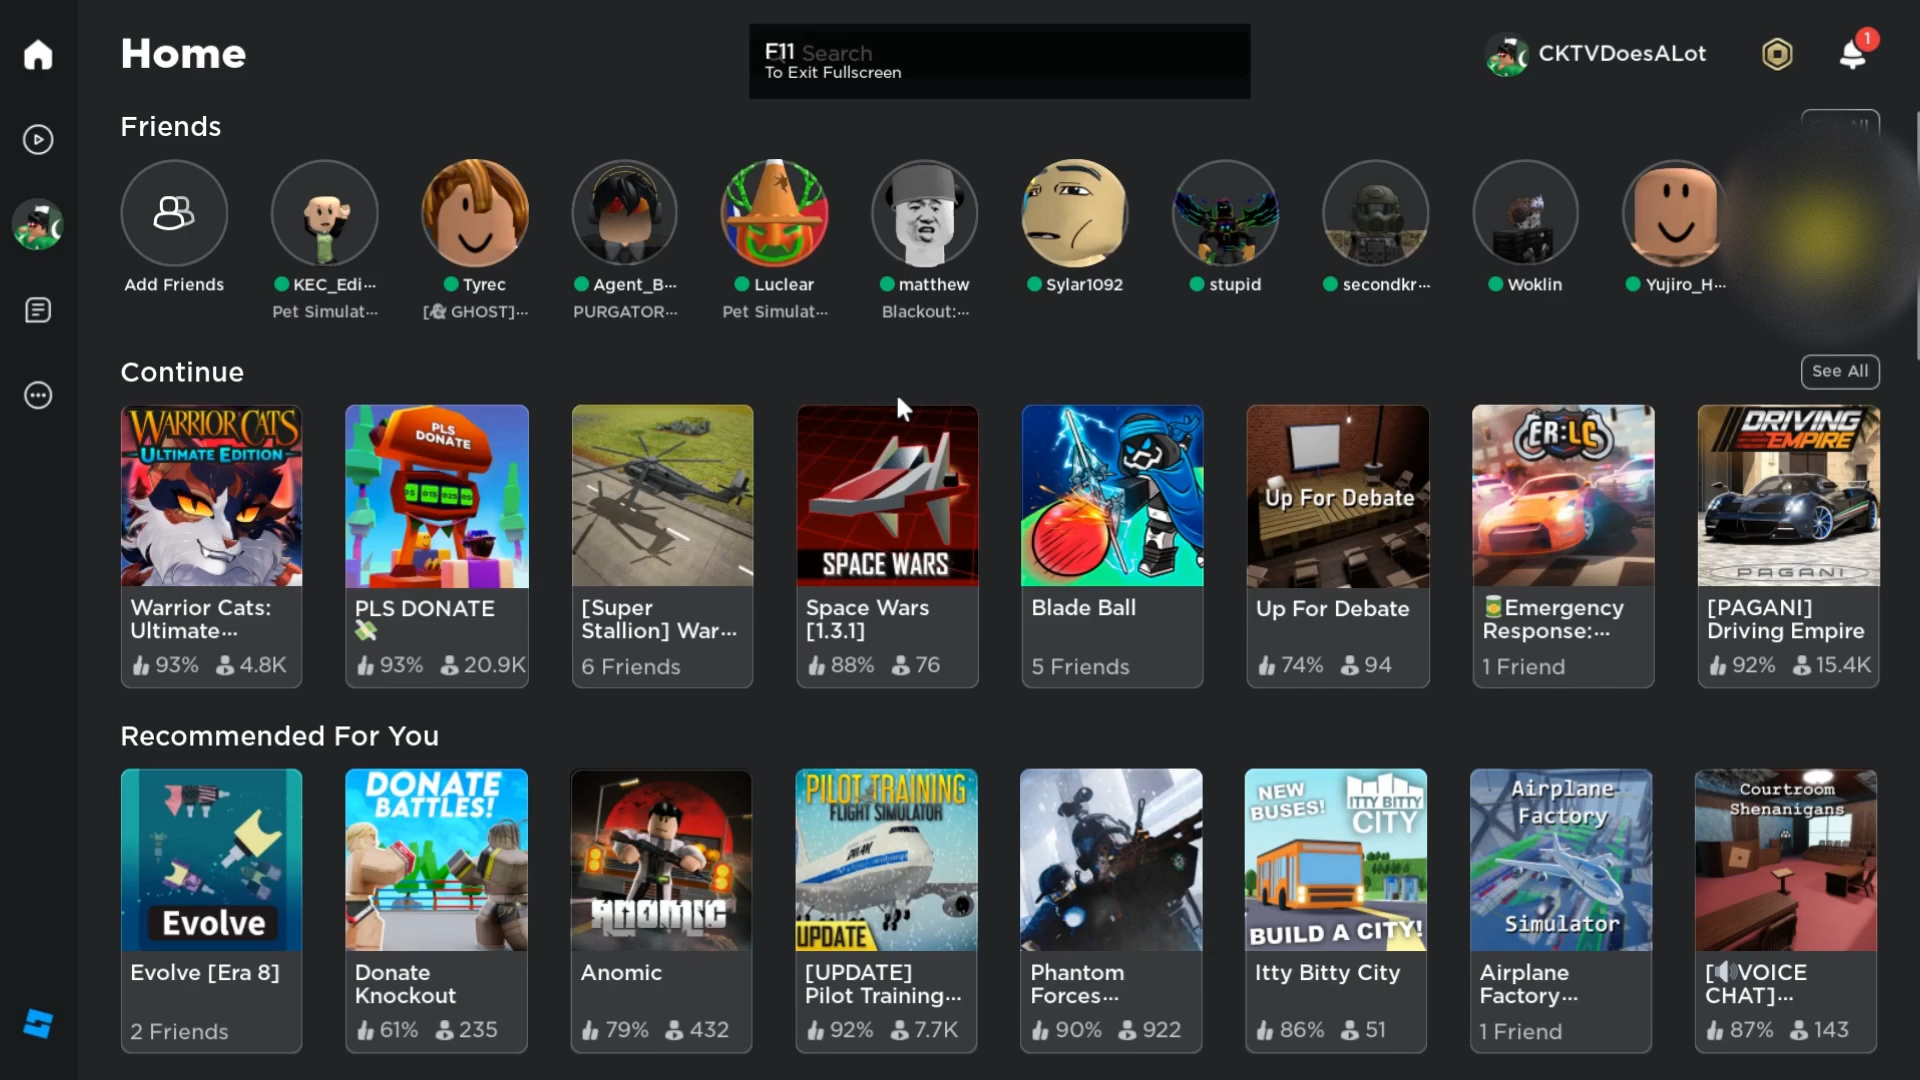 Home
F11 Search
To Exit Fullscreen
CKTVDoesALot
1
Friends
Add Friends
KEC_Edi···
Pet Simulat···
Tyrec
[👻 GHOST]···
Agent_B···
PURGATOR···
Luclear
Pet Simulat···
matthew
Blackout:···
Sylar1092
stupid
secondkr···
Woklin
Yujiro_H···
Continue
See All
WARRIOR CATS
ULTIMATE EDITION
Warrior Cats:
Ultimate···
93% 4.8K
PLS
DONATE
PLS DONATE
💸
93% 20.9K
[Super
Stallion] War···
6 Friends
SPACE WARS
Space Wars
[1.3.1]
88% 76
Blade Ball
5 Friends
Up For Debate
Up For Debate
74% 94
ER:LC
🥫Emergency
Response:···
1 Friend
DRIVING
EMPIRE
PAGANI
[PAGANI]
Driving Empire
92% 15.4K
Recommended For You
Evolve
Evolve [Era 8]
2 Friends
DONATE
BATTLES!
Donate
Knockout
61% 235
ANOMIC
Anomic
79% 432
PILOT TRAINING
FLIGHT SIMULATOR
UPDATE
[UPDATE]
Pilot Training···
92% 7.7K
Phantom
Forces···
90% 922
NEW
BUSES!
ITTY BITTY
CITY
BUILD A CITY!
Itty Bitty City
86% 51
Airplane
Factory
Simulator
Airplane
Factory···
1 Friend
Courtroom
Shenanigans
[🔊VOICE
CHAT]···
87% 143